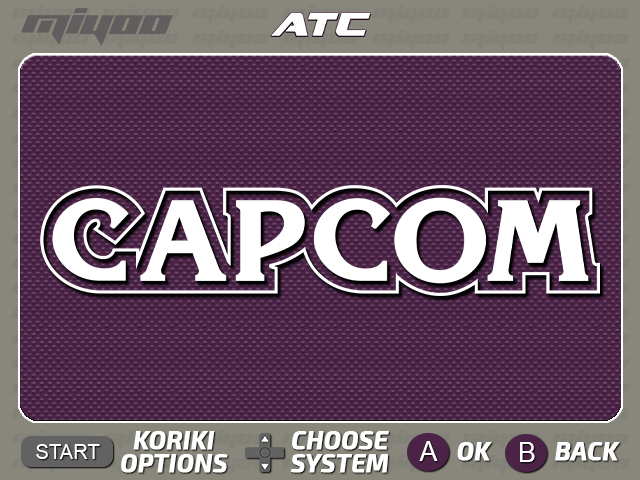 miyoo
ATC
CAPCOM
START
KORIKI
OPTIONS
CHOOSE
SYSTEM
A
OK
B
BACK